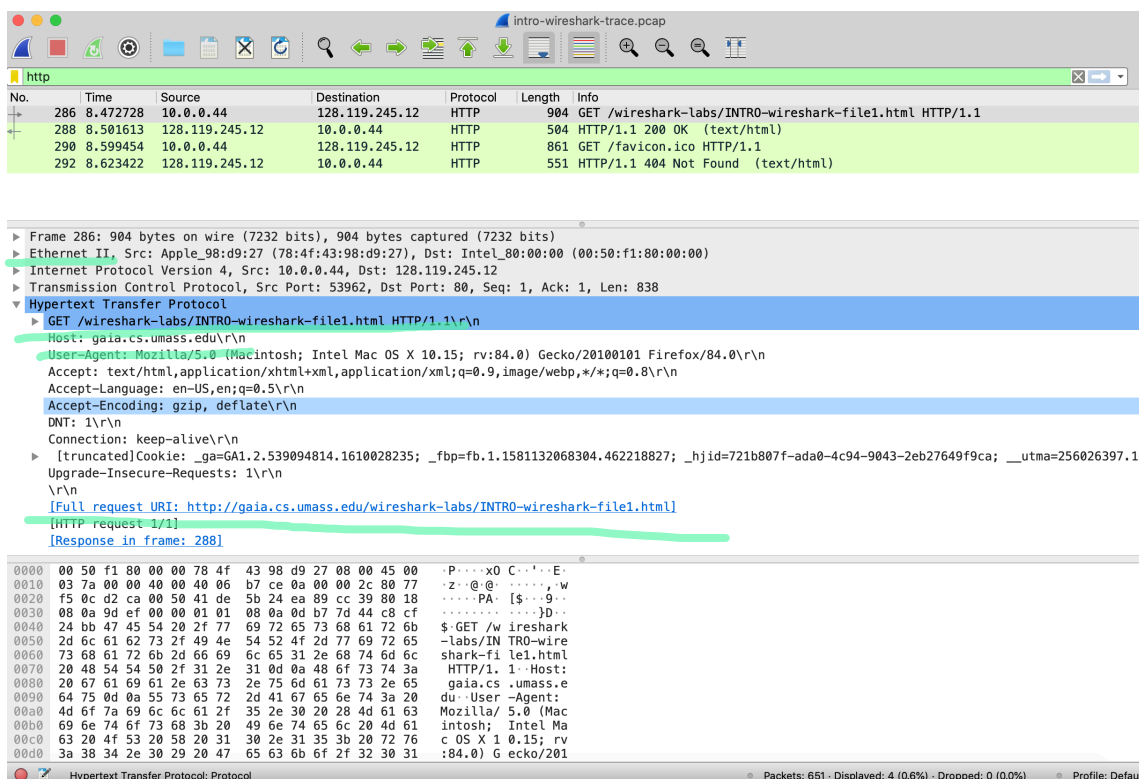 intro-wireshark-trace.pcap
http
No. Time Source Destination Protocol Length Info
286 8.472728 10.0.0.44 128.119.245.12 HTTP 904 GET /wireshark-labs/INTRO-wireshark-file1.html HTTP/1.1
288 8.501613 128.119.245.12 10.0.0.44 HTTP 504 HTTP/1.1 200 OK (text/html)
290 8.599454 10.0.0.44 128.119.245.12 HTTP 861 GET /favicon.ico HTTP/1.1
292 8.623422 128.119.245.12 10.0.0.44 HTTP 551 HTTP/1.1 404 Not Found (text/html)
Frame 286: 904 bytes on wire (7232 bits), 904 bytes captured (7232 bits)
Ethernet II, Src: Apple_98:d9:27 (78:4f:43:98:d9:27), Dst: Intel_80:00:00 (00:50:f1:80:00:00)
Internet Protocol Version 4, Src: 10.0.0.44, Dst: 128.119.245.12
Transmission Control Protocol, Src Port: 53962, Dst Port: 80, Seq: 1, Ack: 1, Len: 838
Hypertext Transfer Protocol
GET /wireshark-labs/INTRO-wireshark-file1.html HTTP/1.1\r\n
Host: gaia.cs.umass.edu\r\n
User-Agent: Mozilla/5.0 (Macintosh; Intel Mac OS X 10.15; rv:84.0) Gecko/20100101 Firefox/84.0\r\n
Accept: text/html,application/xhtml+xml,application/xml;q=0.9,image/webp,*/*;q=0.8\r\n
Accept-Language: en-US,en;q=0.5\r\n
Accept-Encoding: gzip, deflate\r\n
DNT: 1\r\n
Connection: keep-alive\r\n
[truncated]Cookie: _ga=GA1.2.539094814.1610028235; _fbp=fb.1.1581132068304.462218827; _hjid=721b807f-ada0-4c94-9043-2eb27649f9ca; __utma=256026397.1
Upgrade-Insecure-Requests: 1\r\n
\r\n
[Full request URI: http://gaia.cs.umass.edu/wireshark-labs/INTRO-wireshark-file1.html]
[HTTP request 1/1]
[Response in frame: 288]
0000 00 50 f1 80 00 00 78 4f 43 98 d9 27 08 00 45 00 ·P····xO C··'··E·
0010 03 7a 00 00 40 00 40 06 b7 ce 0a 00 00 2c 80 77 ·z··@·@· ·····,·w
0020 f5 0c d2 ca 00 50 41 de 5b 24 ea 89 cc 39 80 18 ·····PA· [$···9··
0030 08 0a 9d ef 00 00 01 01 08 0a 0d b7 7d 44 c8 cf ········ ····}D··
0040 24 bb 47 45 54 20 2f 77 69 72 65 73 68 61 72 6b $·GET /w ireshark
0050 2d 6c 61 62 73 2f 49 4e 54 52 4f 2d 77 69 72 65 -labs/IN TRO-wire
0060 73 68 61 72 6b 2d 66 69 6c 65 31 2e 68 74 6d 6c shark-fi le1.html
0070 20 48 54 54 50 2f 31 2e 31 0d 0a 48 6f 73 74 3a HTTP/1. 1··Host:
0080 20 67 61 69 61 2e 63 73 2e 75 6d 61 73 73 2e 65 gaia.cs .umass.e
0090 64 75 0d 0a 55 73 65 72 2d 41 67 65 6e 74 3a 20 du··User -Agent:
00a0 4d 6f 7a 69 6c 6c 61 2f 35 2e 30 20 28 4d 61 63 Mozilla/ 5.0 (Mac
00b0 69 6e 74 6f 73 68 3b 20 49 6e 74 65 6c 20 4d 61 intosh; Intel Ma
00c0 63 20 4f 53 20 58 20 31 30 2e 31 35 3b 20 72 76 c OS X 1 0.15; rv
00d0 3a 38 34 2e 30 29 20 47 65 63 6b 6f 2f 32 30 31 :84.0) G ecko/201
Hypertext Transfer Protocol: Protocol Packets: 651 · Displayed: 4 (0.6%) · Dropped: 0 (0.0%) Profile: Defau